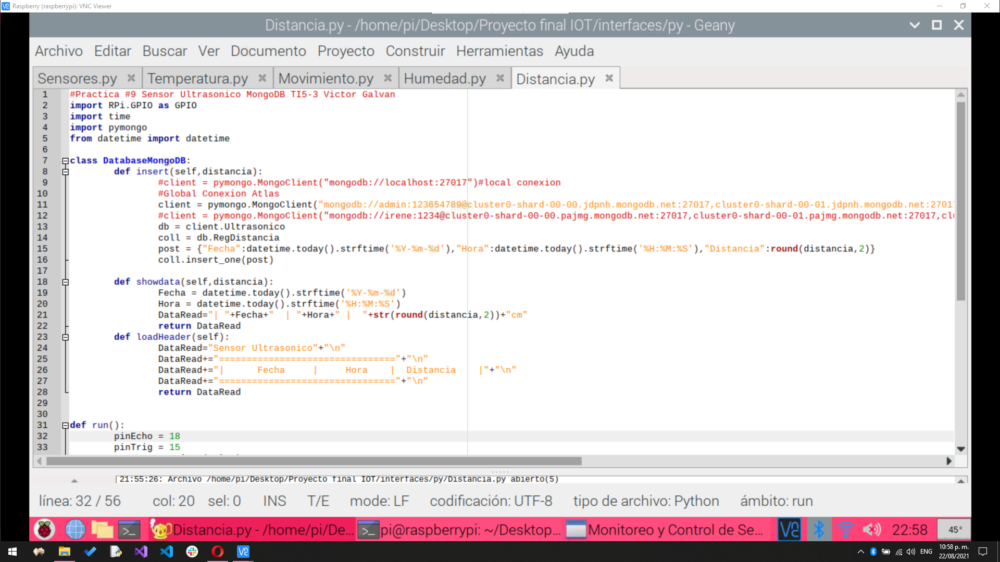 Raspberry (raspberrypi): VNC Viewer
Distancia.py - /home/pi/Desktop/Proyecto final IOT/interfaces/py - Geany
Archivo Editar Buscar Ver Documento Proyecto Construir Herramientas Ayuda
Sensores.py Temperatura.py Movimiento.py Humedad.py Distancia.py
1 #Practica #9 Sensor Ultrasonico MongoDB TI5-3 Victor Galvan
2 import RPi.GPIO as GPIO
3 import time
4 import pymongo
5 from datetime import datetime
6
7 class DatabaseMongoDB:
8 def insert(self,distancia):
9 #client = pymongo.MongoClient("mongodb://localhost:27017")#local conexion
10 #Global Conexion Atlas
11 client = pymongo.MongoClient("mongodb://admin:123654789@cluster0-shard-00-00.jdpnh.mongodb.net:27017,cluster0-shard-00-01.jdpnh.mongodb.net:2701
12 #client = pymongo.MongoClient("mongodb://irene:1234@cluster0-shard-00-00.pajmg.mongodb.net:27017,cluster0-shard-00-01.pajmg.mongodb.net:27017,cl
13 db = client.Ultrasonico
14 coll = db.RegDistancia
15 post = {"Fecha":datetime.today().strftime('%Y-%m-%d'),"Hora":datetime.today().strftime('%H:%M:%S'),"Distancia":round(distancia,2)}
16 coll.insert_one(post)
17
18 def showdata(self,distancia):
19 Fecha = datetime.today().strftime('%Y-%m-%d')
20 Hora = datetime.today().strftime('%H:%M:%S')
21 DataRead="| "+Fecha+"  | "+Hora+" |  "+str(round(distancia,2))+"cm"
22 return DataRead
23 def loadHeader(self):
24 DataRead="Sensor Ultrasonico"+"\n"
25 DataRead+="================================"+"\n"
26 DataRead+="|      Fecha     |     Hora    |  Distancia    |"+"\n"
27 DataRead+="================================"+"\n"
28 return DataRead
29
30
31 def run():
32 pinEcho = 18
33 pinTrig = 15
21:55:26: Archivo /home/pi/Desktop/Proyecto final IOT/interfaces/py/Distancia.py abierto(5)
línea: 32 / 56 col: 20 sel: 0 INS T/E mode: LF codificación: UTF-8 tipo de archivo: Python ámbito: run
Distancia.py - /home/pi/De... pi@raspberrypi: ~/Desktop... Monitoreo y Control de Se... 22:58 45°
ENG 10:58 p. m.
22/08/2021